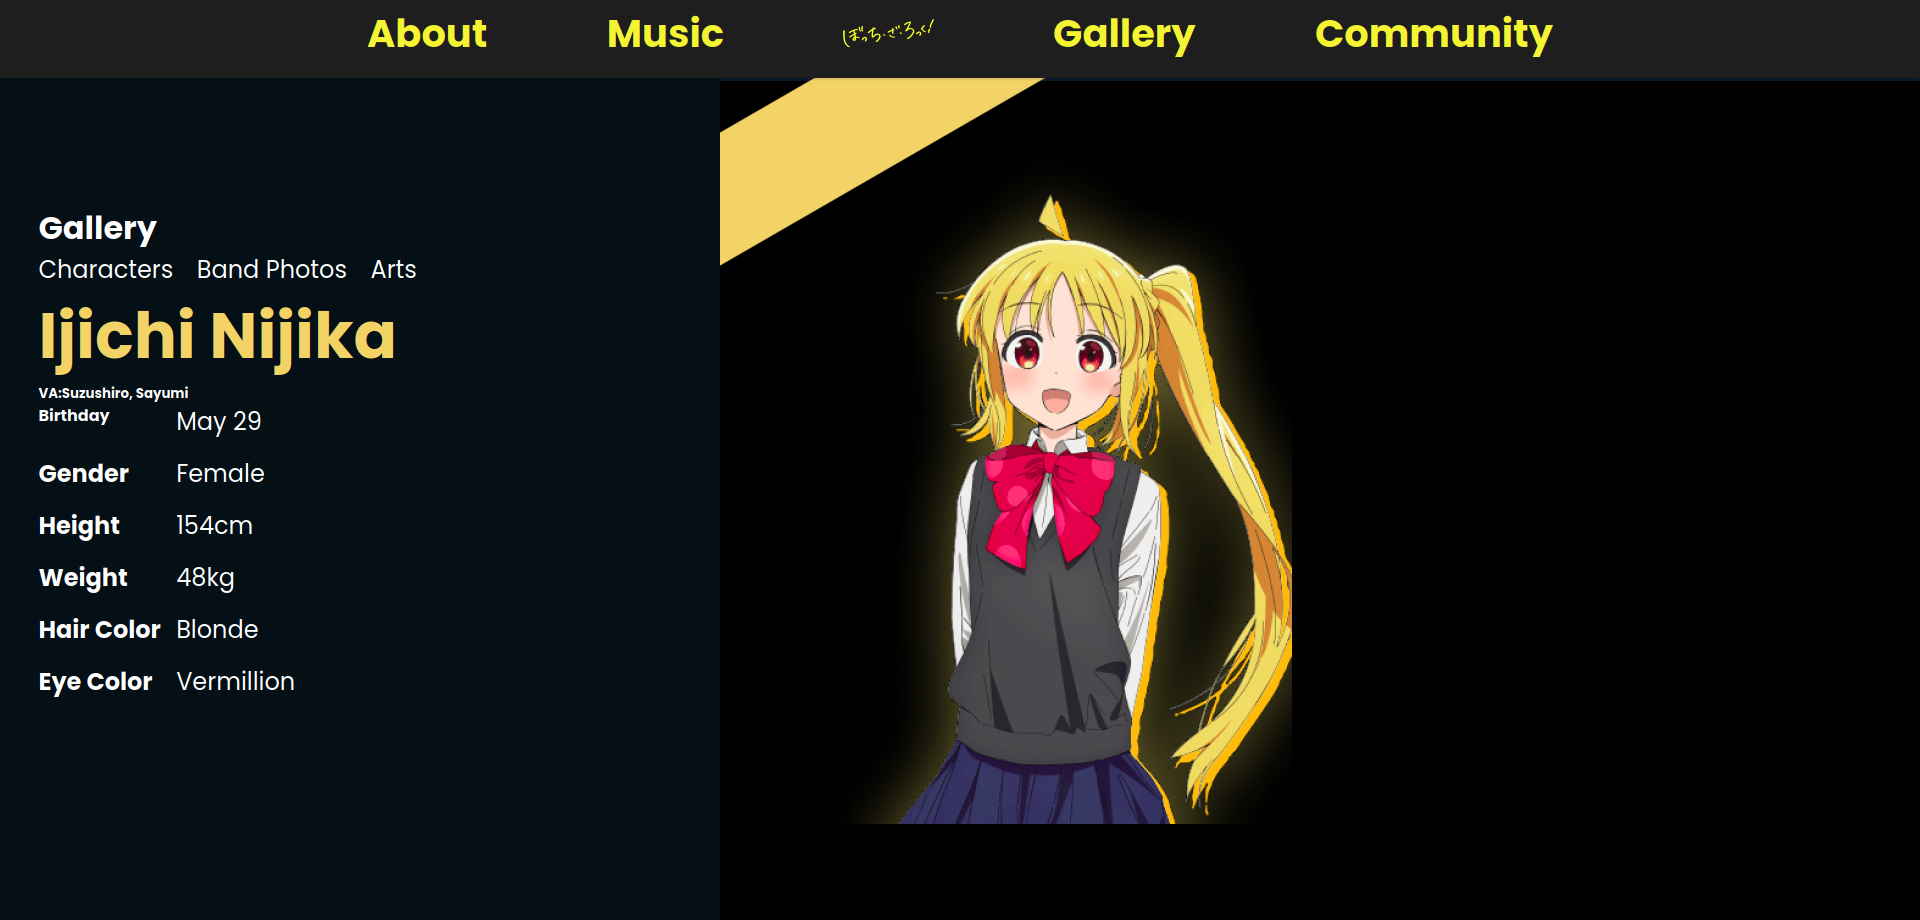 About Music ぼっち・ざ・ろっく! Gallery Community
Gallery
Characters Band Photos Arts
Ijichi Nijika
VA:Suzushiro, Sayumi
Birthday May 29
Gender Female
Height 154cm
Weight 48kg
Hair Color Blonde
Eye Color Vermillion